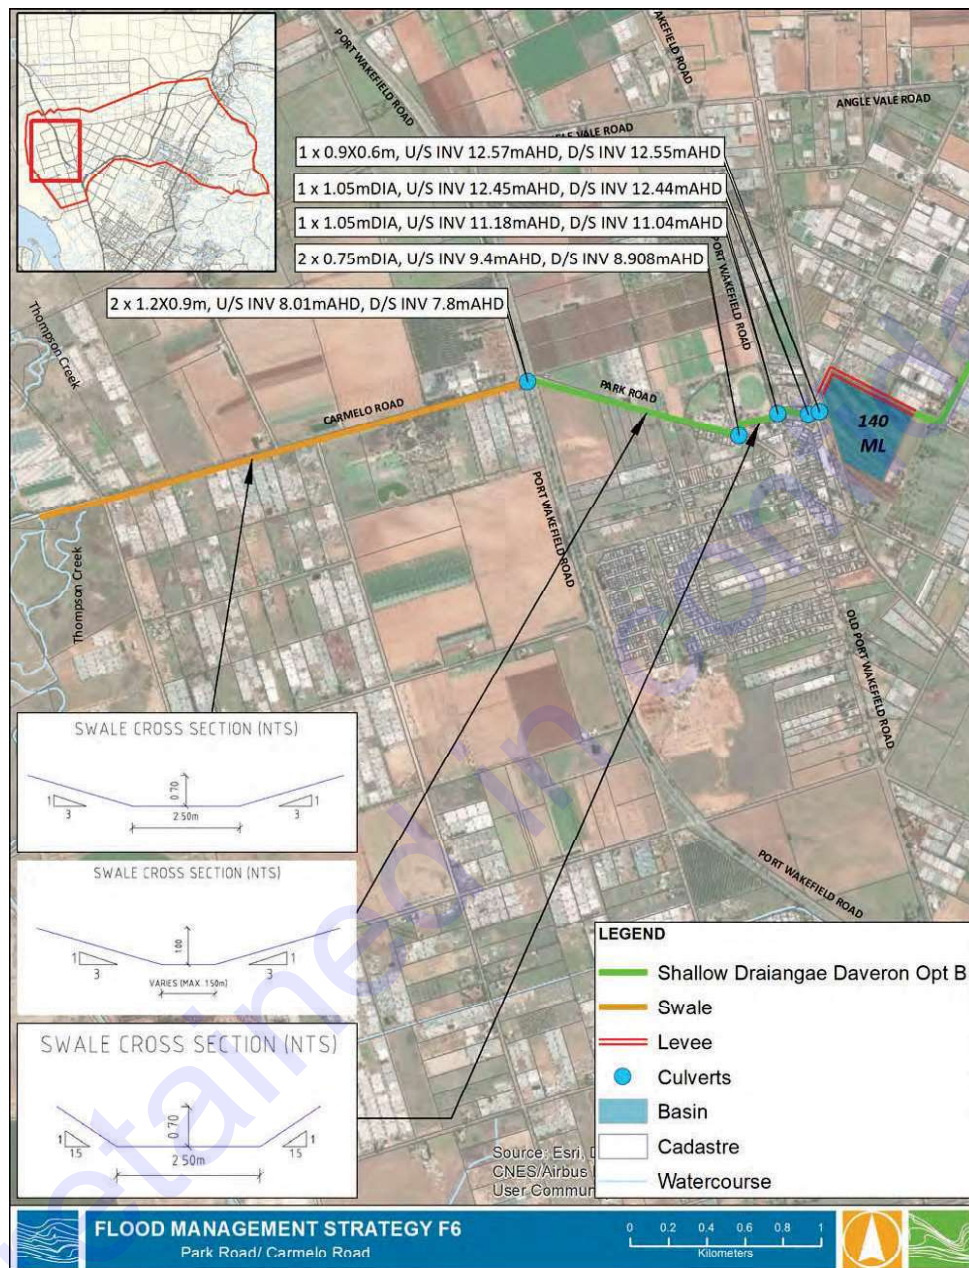 PORT WAKEFIELD ROAD
AKEFIELD ROAD
ANGLE VALE ROAD
LE VALE ROAD
1 x 0.9X0.6m, U/S INV 12.57mAHD, D/S INV 12.55mAHD
1 x 1.05mDIA, U/S INV 12.45mAHD, D/S INV 12.44mAHD
1 x 1.05mDIA, U/S INV 11.18mAHD, D/S INV 11.04mAHD
2 x 0.75mDIA, U/S INV 9.4mAHD, D/S INV 8.908mAHD
PORT WAKEFIELD ROAD
2 x 1.2X0.9m, U/S INV 8.01mAHD, D/S INV 7.8mAHD
Thompson Creek
CARMELO ROAD
PARK ROAD
140
ML
PORT WAKEFIELD ROAD
Thompson Creek
OLD PORT WAKEFIELD ROAD
PORT WAKEFIELD ROAD
SWALE CROSS SECTION (NTS)
0.70
1
3
2.50m
1
3
SWALE CROSS SECTION (NTS)
1.00
1
3
VARIES (MAX. 1.50m)
1
3
SWALE CROSS SECTION (NTS)
0.70
1
1.5
2.50m
1
1.5
LEGEND
Shallow Draiangae Daveron Opt B
Swale
Levee
Culverts
Basin
Cadastre
Watercourse
Source: Esri, D
CNES/Airbus
User Commun
FLOOD MANAGEMENT STRATEGY F6
Park Road/ Carmelo Road
0 0.2 0.4 0.6 0.8 1
Kilometers